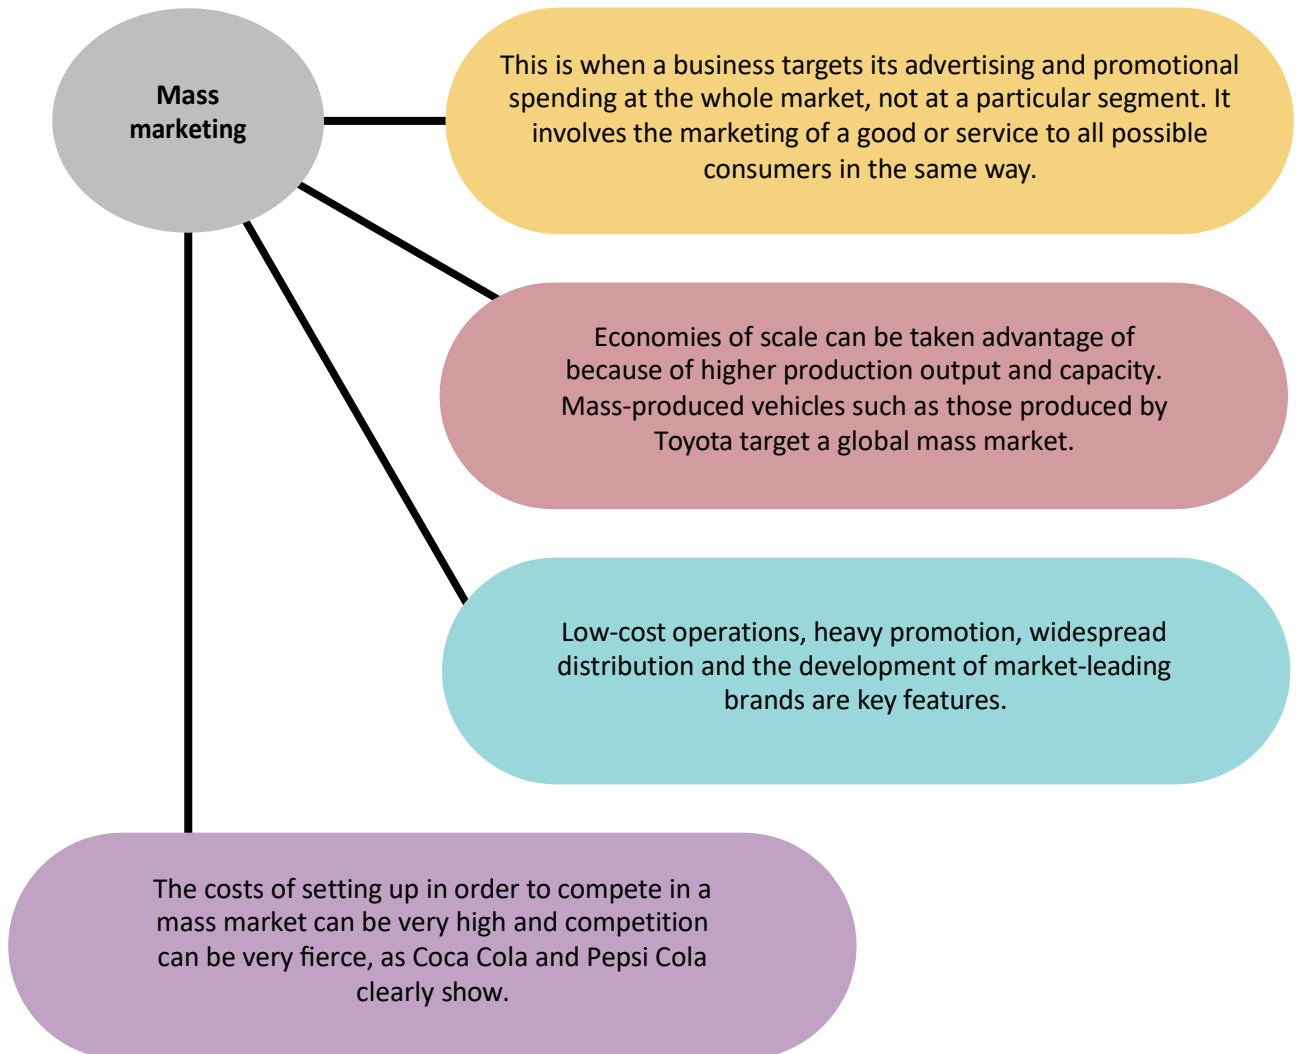 Mass
marketing
This is when a business targets its advertising and promotional
spending at the whole market, not at a particular segment. It
involves the marketing of a good or service to all possible
consumers in the same way.
Economies of scale can be taken advantage of
because of higher production output and capacity.
Mass-produced vehicles such as those produced by
Toyota target a global mass market.
Low-cost operations, heavy promotion, widespread
distribution and the development of market-leading
brands are key features.
The costs of setting up in order to compete in a
mass market can be very high and competition
can be very fierce, as Coca Cola and Pepsi Cola
clearly show.